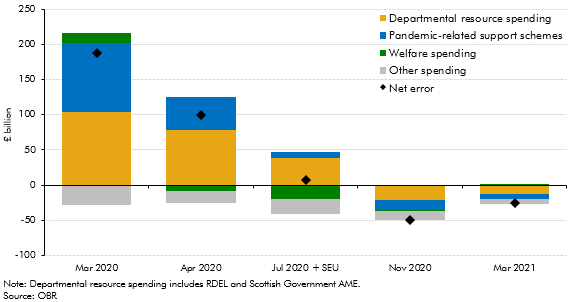 250
200
150
100
50
0
-50
-100
£ billion
Departmental resource spending
Pandemic-related support schemes
Welfare spending
Other spending
Net error
Mar 2020 Apr 2020 Jul 2020 + SEU Nov 2020 Mar 2021
Note: Departmental resource spending includes RDEL and Scottish Government AME.
Source: OBR